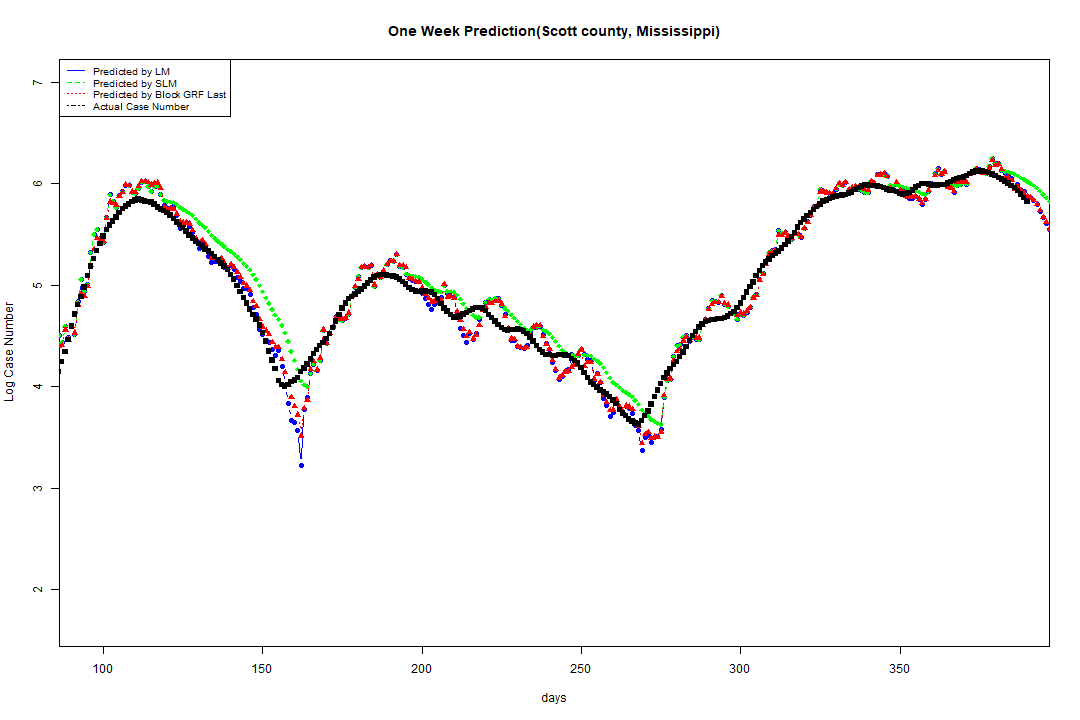 One Week Prediction(Scott county, Mississippi)
Predicted by LM
Predicted by SLM
Predicted by Block GRF Last
Actual Case Number
7
6
5
4
3
2
Log Case Number
100 150 200 250 300 350
days